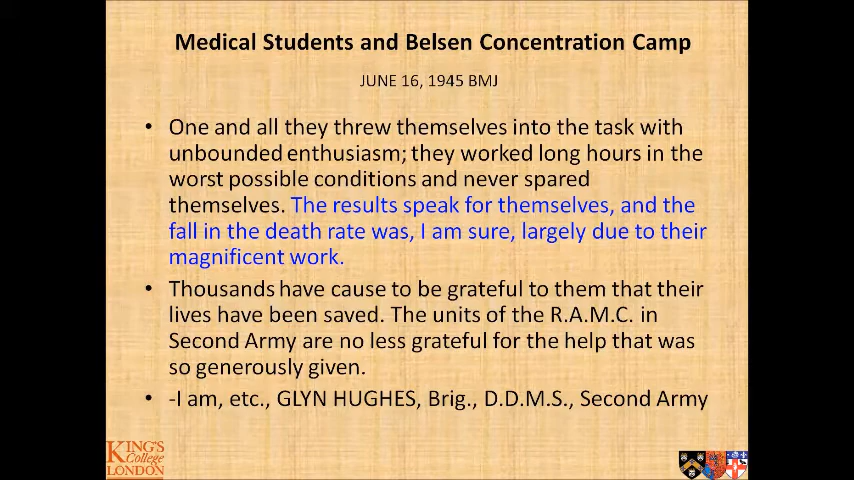 Medical Students and Belsen Concentration Camp
JUNE 16, 1945 BMJ
• One and all they threw themselves into the task with
unbounded enthusiasm; they worked long hours in the
worst possible conditions and never spared
themselves. The results speak for themselves, and the
fall in the death rate was, I am sure, largely due to their
magnificent work.
• Thousands have cause to be grateful to them that their
lives have been saved. The units of the R.A.M.C. in
Second Army are no less grateful for the help that was
so generously given.
• -I am, etc., GLYN HUGHES, Brig., D.D.M.S., Second Army
KING'S
College
LONDON